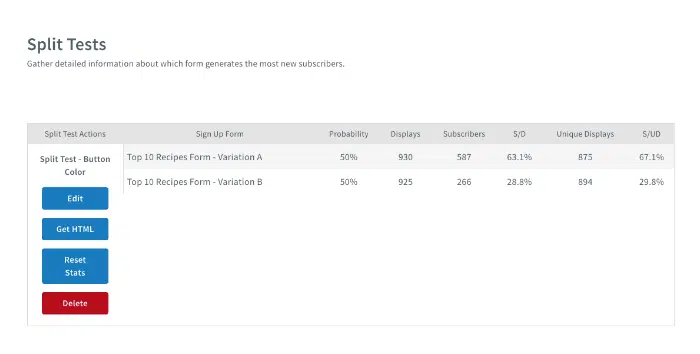 Split Tests
Gather detailed information about which form generates the most new subscribers.
Split Test Actions Sign Up Form Probability Displays Subscribers S/D Unique Displays S/UD
Split Test - Button
Color
Top 10 Recipes Form - Variation A 50% 930 587 63.1% 875 67.1%
Top 10 Recipes Form - Variation B 50% 925 266 28.8% 894 29.8%
Edit
Get HTML
Reset
Stats
Delete